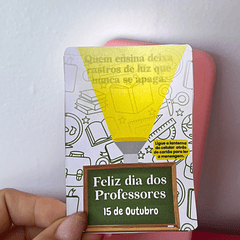 Quem ensina deixa
rastros de luz que
nunca se apaga.
Ligue a lanterna
do celular atrás
do cartão para ler
a mensagem.
Feliz dia dos
Professores
15 de Outubro